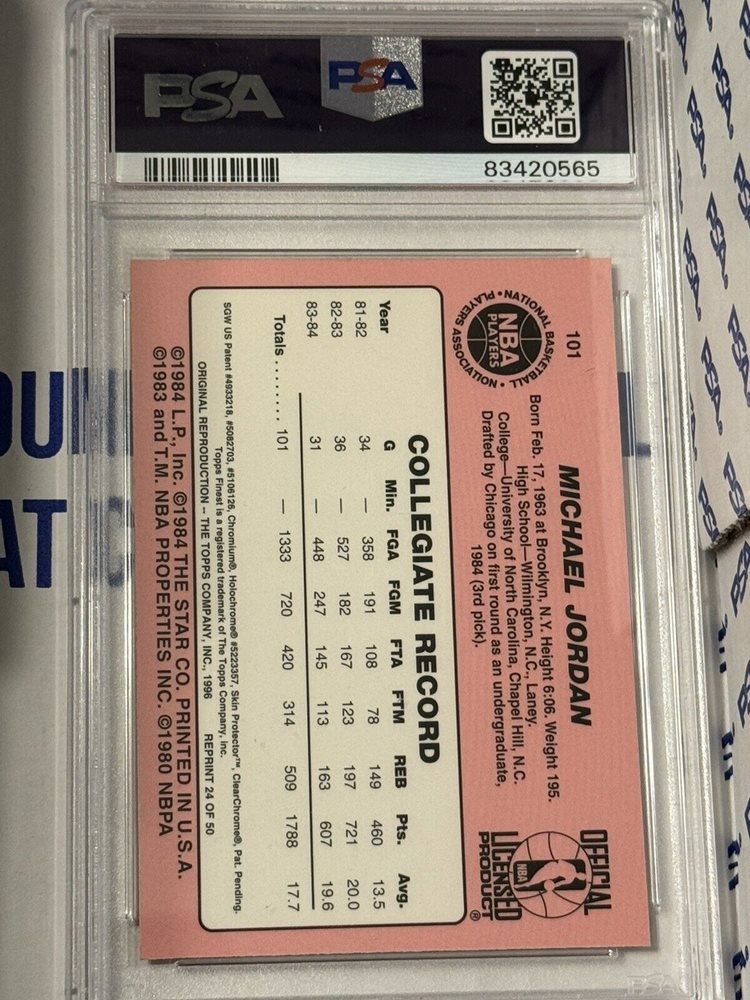 PSA
PSA
83420565
101
NATIONAL BASKETBALL PLAYERS ASSOCIATION
NBA
PLAYERS
MICHAEL JORDAN
Born Feb. 17, 1963 at Brooklyn, N.Y. Height 6:06. Weight 195.
High School—Wilmington, N.C., Laney.
College—University of North Carolina, Chapel Hill, N.C.
Drafted by Chicago on first round as an undergraduate,
1984 (3rd pick).
OFFICIAL
NBA
LICENSED
PRODUCT®
COLLEGIATE RECORD
Year G Min. FGA FGM FTA FTM REB Pts. Avg.
81-82 34 — 358 191 108 78 149 460 13.5
82-83 36 — 527 182 167 123 197 721 20.0
83-84 31 — 448 247 145 113 163 607 19.6
Totals ......... 101 — 1333 720 420 314 509 1788 17.7
SGW US Patent #4933218, #5082703, #5106126, Chromium®, Holochrome® #5223357, Skin Protector™, ClearChrome®, Pat. Pending.
Topps Finest is a registered trademark of The Topps Company, Inc.
ORIGINAL REPRODUCTION -- THE TOPPS COMPANY, INC., 1996 REPRINT 24 OF 50
©1984 L.P., Inc. ©1984 THE STAR CO. PRINTED IN U.S.A.
©1983 and T.M. NBA PROPERTIES INC. ©1980 NBPA
PSA
PSA
PSA
PSA
PSA